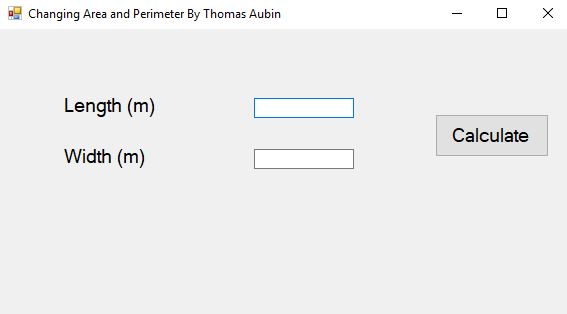 Changing Area and Perimeter By Thomas Aubin
Length (m)
Calculate
Width (m)